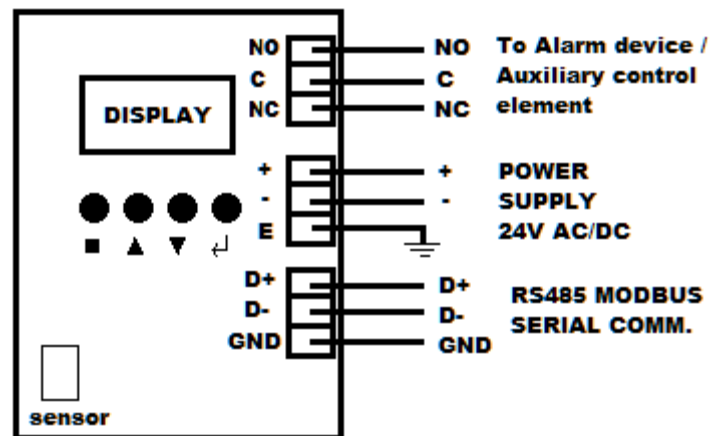 NO NO To Alarm device /
C C Auxiliary control
NC NC element
DISPLAY
+ + POWER
- - SUPPLY
E 24V AC/DC
D+ D+ RS485 MODBUS
D- D- SERIAL COMM.
GND GND
sensor